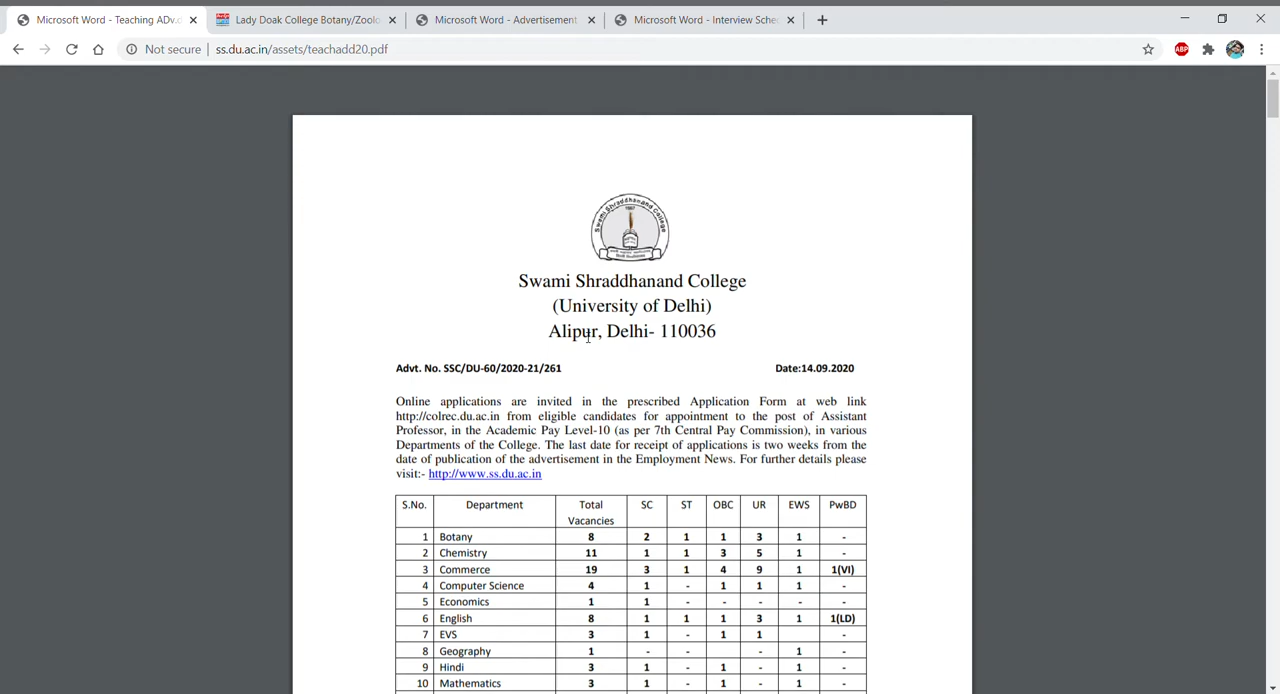 Microsoft Word - Teaching ADv.d
Lady Doak College Botany/Zoolo
Microsoft Word - Advertisement
Microsoft Word - Interview Sche
Not secure | ss.du.ac.in/assets/teachadd20.pdf
ABP
Swami Shraddhanand College
Swami Shraddhanand College
(University of Delhi)
Alipur, Delhi- 110036
Advt. No. SSC/DU-60/2020-21/261 Date:14.09.2020
Online applications are invited in the prescribed Application Form at web link
http://colrec.du.ac.in from eligible candidates for appointment to the post of Assistant
Professor, in the Academic Pay Level-10 (as per 7th Central Pay Commission), in various
Departments of the College. The last date for receipt of applications is two weeks from the
date of publication of the advertisement in the Employment News. For further details please
visit:- http://www.ss.du.ac.in
S.No. Department Total Vacancies SC ST OBC UR EWS PwBD
1 Botany 8 2 1 1 3 1 -
2 Chemistry 11 1 1 3 5 1 -
3 Commerce 19 3 1 4 9 1 1(VI)
4 Computer Science 4 1 - 1 1 1 -
5 Economics 1 1 - - - - -
6 English 8 1 1 1 3 1 1(LD)
7 EVS 3 1 - 1 1 -
8 Geography 1 - - - 1 -
9 Hindi 3 1 - 1 - 1 -
10 Mathematics 3 1 - 1 - 1 -